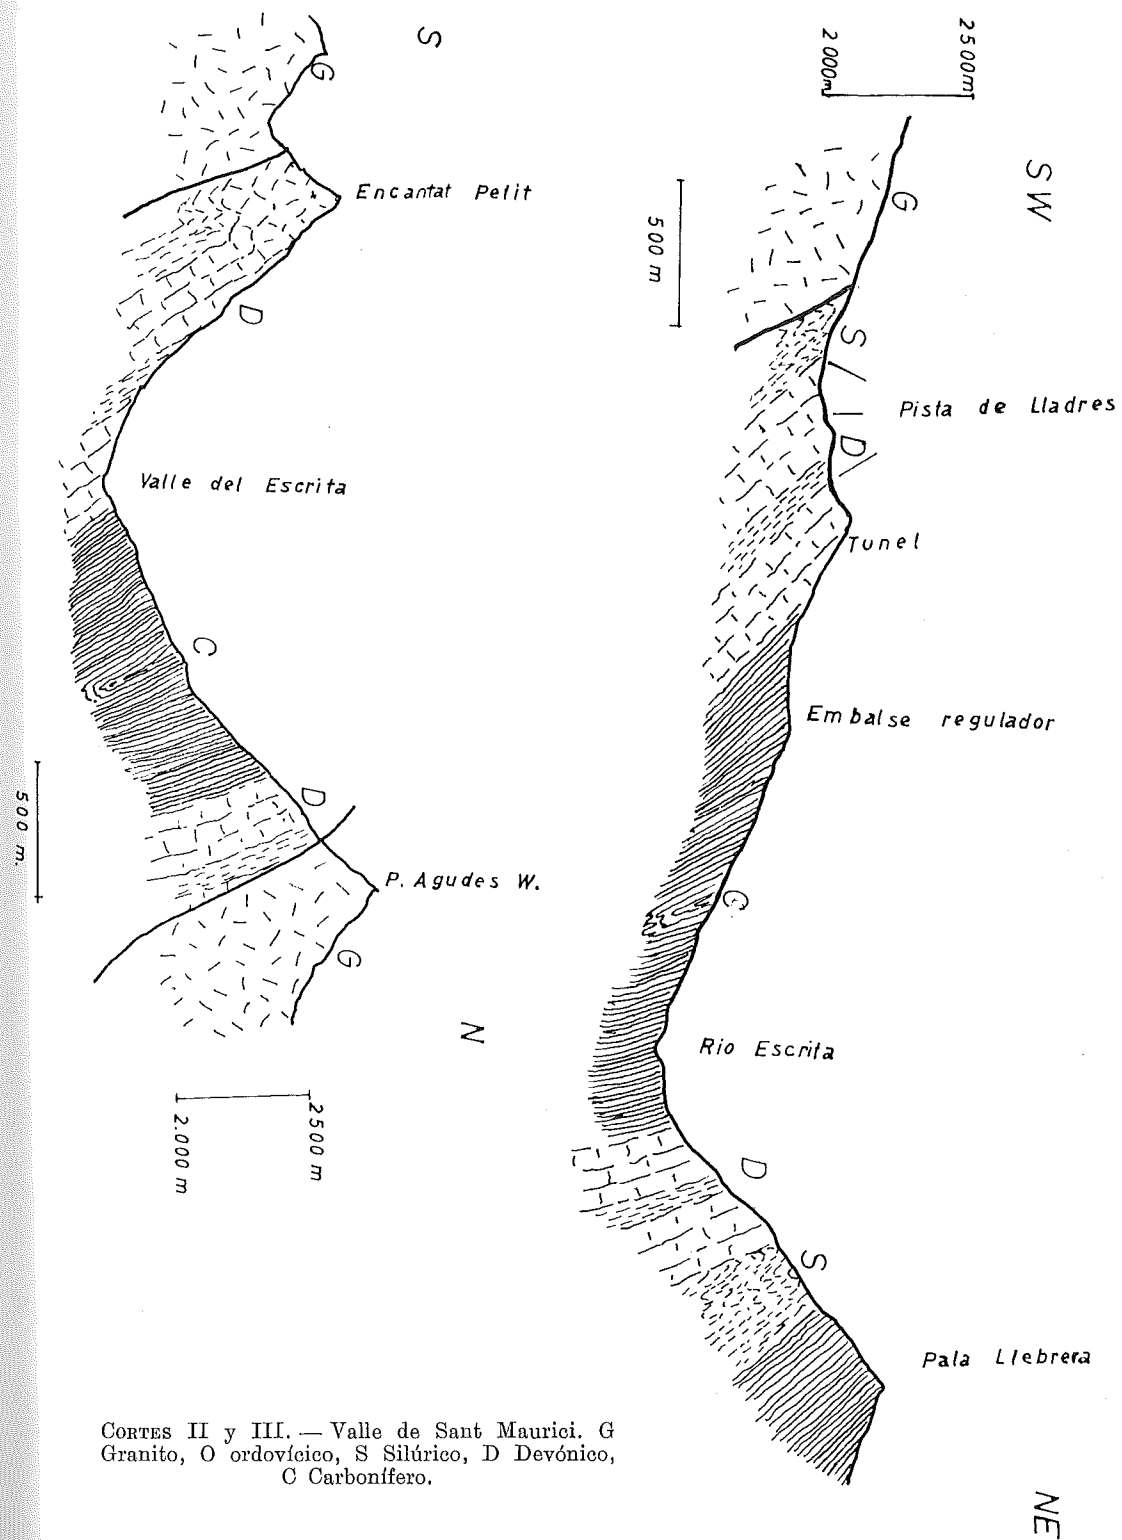 S
G
Encantat Petit
D
Valle del Escrita
C
D
P. Agudes W.
G
N
500 m.
2500 m
2.000 m
2500m
2000m
SW
G
500 m
S
Pista de Lladres
D
Tunel
Embalse regulador
C
Rio Escrita
D
S
Pala Llebrera
NE
CORTES II y III. — Valle de Sant Maurici. G
Granito, O ordovícico, S Silúrico, D Devónico,
C Carbonífero.